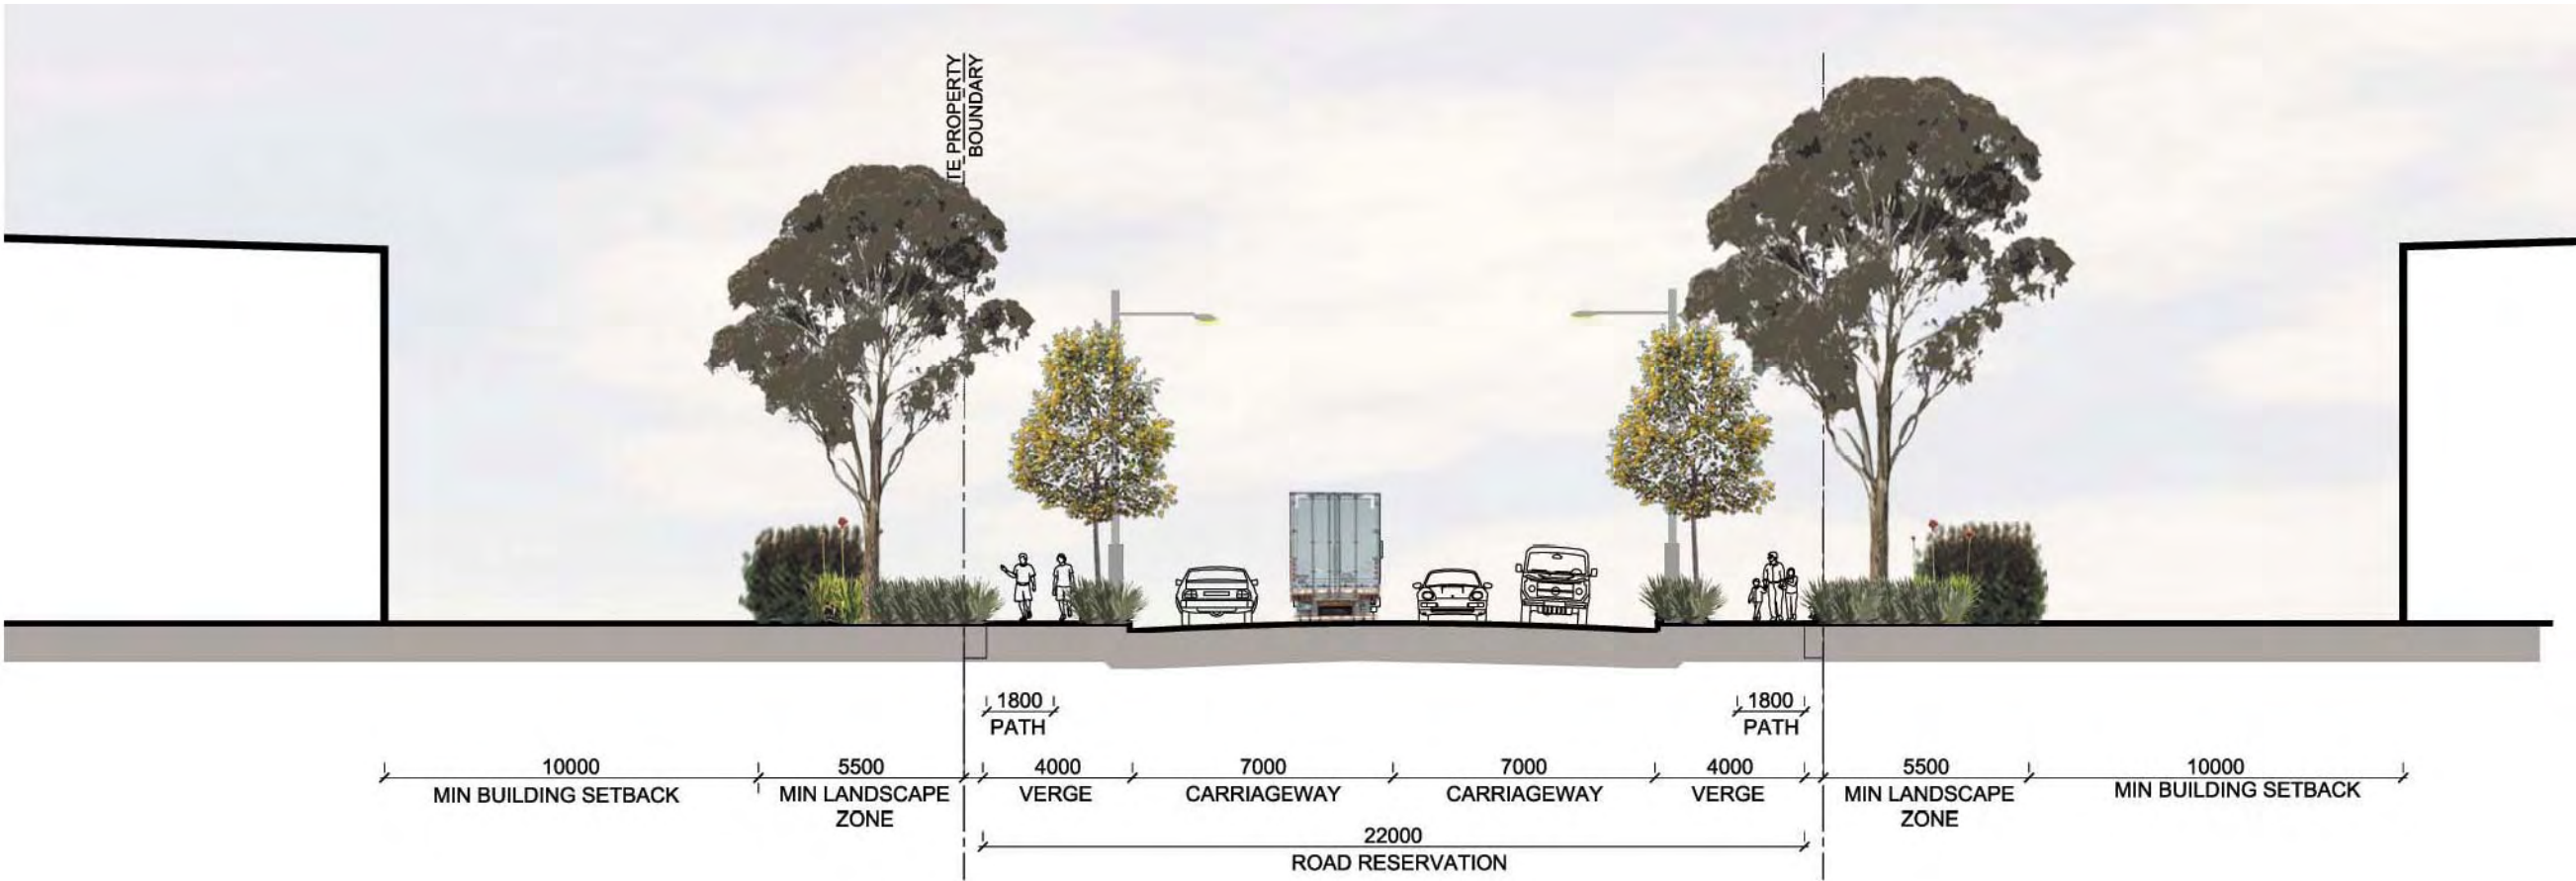 TE PROPERTY
BOUNDARY
1800
PATH
1800
PATH
10000
MIN BUILDING SETBACK
5500
MIN LANDSCAPE
ZONE
4000
VERGE
7000
CARRIAGEWAY
7000
CARRIAGEWAY
4000
VERGE
5500
MIN LANDSCAPE
ZONE
10000
MIN BUILDING SETBACK
22000
ROAD RESERVATION